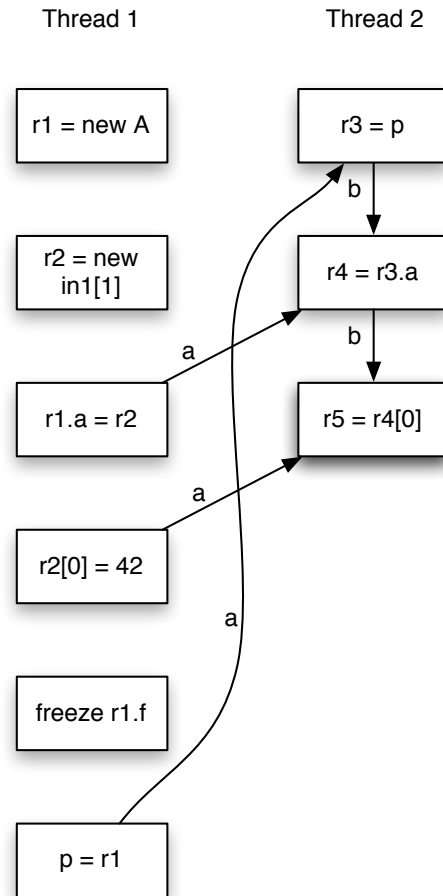 Thread 1
Thread 2
r1 = new A
r3 = p
b
r2 = new
in1[1]
r4 = r3.a
a
b
r1.a = r2
r5 = r4[0]
a
r2[0] = 42
a
freeze r1.f
p = r1